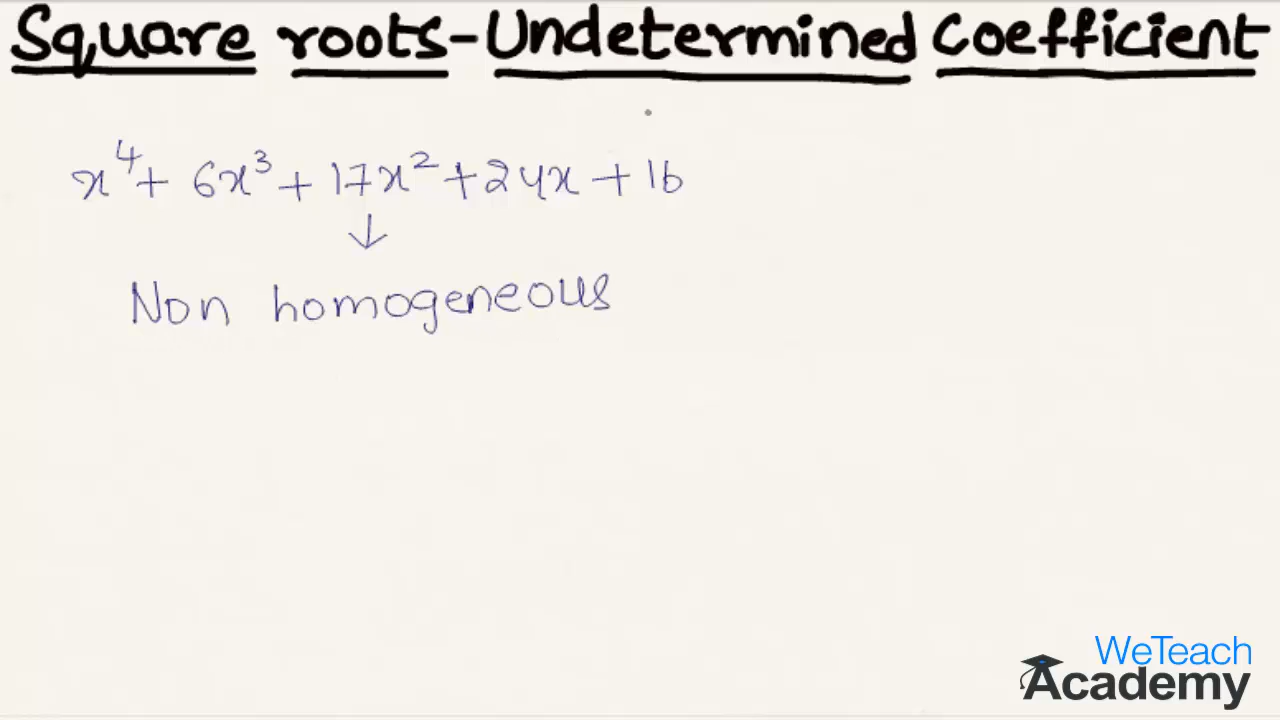 Square roots-Undetermined Coefficient
x⁴ + 6x³ + 17x² + 24x + 16
↓
Non homogeneous
WeTeach
Academy